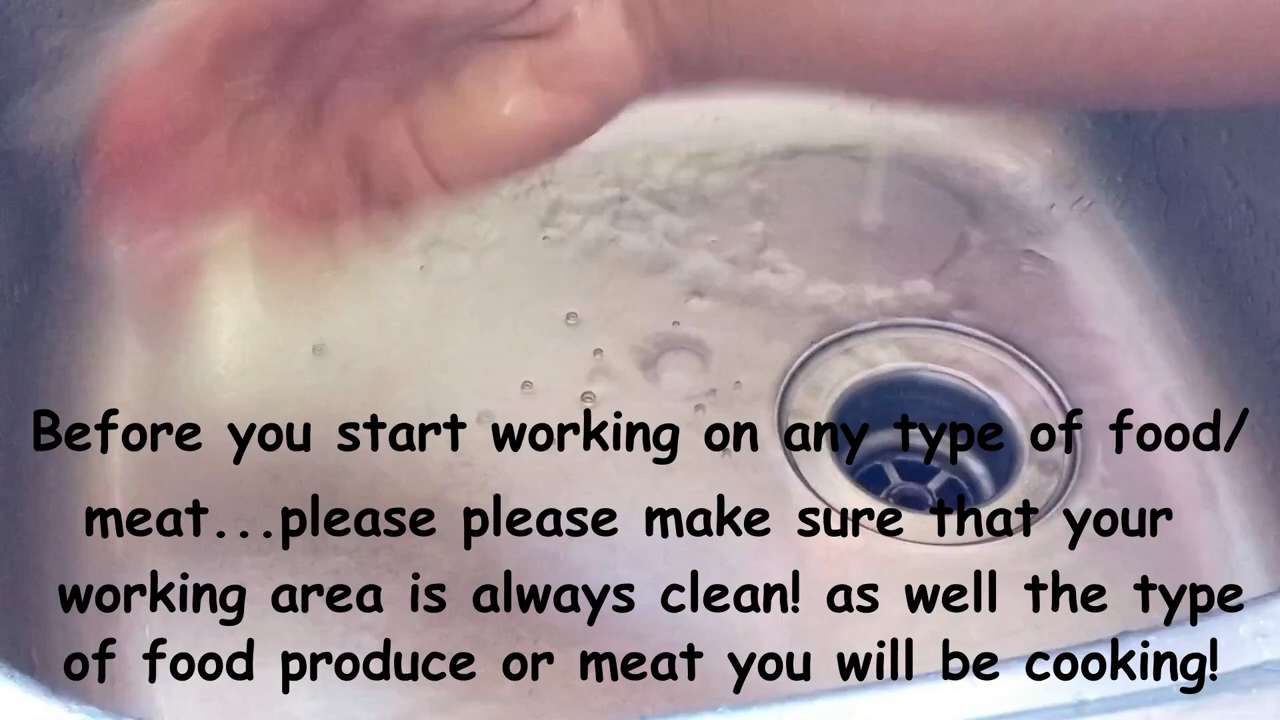 Before you start working on any type of food/
meat...please please make sure that your
working area is always clean! as well the type
of food produce or meat you will be cooking!